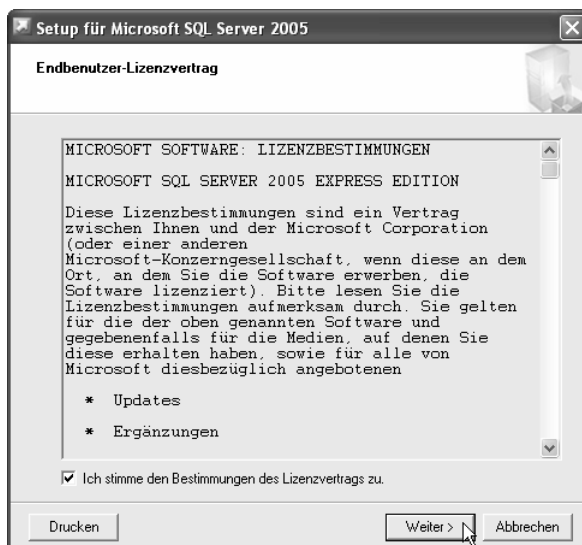 Setup für Microsoft SQL Server 2005
Endbenutzer-Lizenzvertrag
MICROSOFT SOFTWARE: LIZENZBESTIMMUNGEN
MICROSOFT SQL SERVER 2005 EXPRESS EDITION
Diese Lizenzbestimmungen sind ein Vertrag
zwischen Ihnen und der Microsoft Corporation
(oder einer anderen
Microsoft-Konzerngesellschaft, wenn diese an dem
Ort, an dem Sie die Software erwerben, die
Software lizenziert). Bitte lesen Sie die
Lizenzbestimmungen aufmerksam durch. Sie gelten
für die der oben genannten Software und
gegebenenfalls für die Medien, auf denen Sie
diese erhalten haben, sowie für alle von
Microsoft diesbezüglich angebotenen
* Updates
* Ergänzungen
Ich stimme den Bestimmungen des Lizenzvertrags zu.
Drucken
Weiter >
Abbrechen